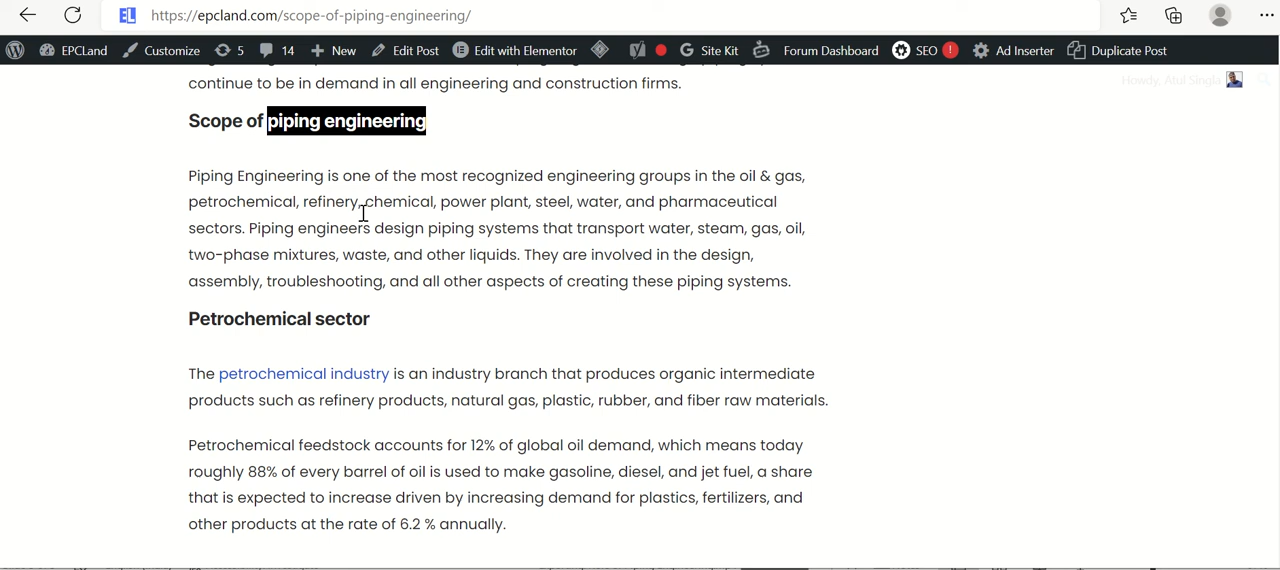 https://epcland.com/scope-of-piping-engineering/
EPCLand Customize 5 14 New Edit Post Edit with Elementor Site Kit Forum Dashboard SEO ! Ad Inserter Duplicate Post
continue to be in demand in all engineering and construction firms.
Howdy, Atul Singla
Scope of piping engineering
Piping Engineering is one of the most recognized engineering groups in the oil & gas,
petrochemical, refinery, chemical, power plant, steel, water, and pharmaceutical
sectors. Piping engineers design piping systems that transport water, steam, gas, oil,
two-phase mixtures, waste, and other liquids. They are involved in the design,
assembly, troubleshooting, and all other aspects of creating these piping systems.
Petrochemical sector
The petrochemical industry is an industry branch that produces organic intermediate
products such as refinery products, natural gas, plastic, rubber, and fiber raw materials.
Petrochemical feedstock accounts for 12% of global oil demand, which means today
roughly 88% of every barrel of oil is used to make gasoline, diesel, and jet fuel, a share
that is expected to increase driven by increasing demand for plastics, fertilizers, and
other products at the rate of 6.2 % annually.